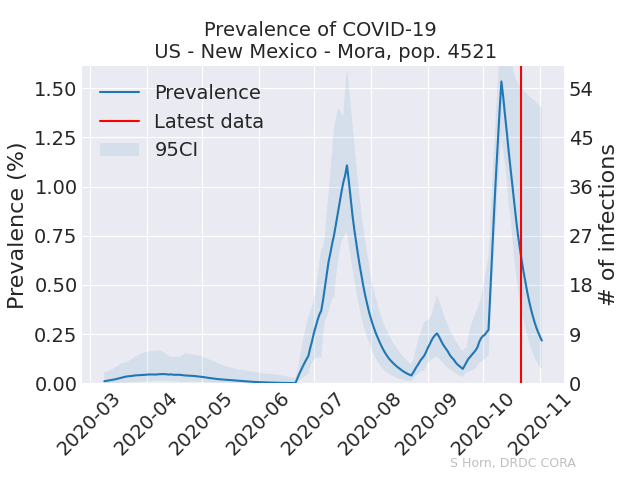 Prevalence of COVID-19
US - New Mexico - Mora, pop. 4521
Prevalence (%)
1.50
1.25
1.00
0.75
0.50
0.25
0.00
Prevalence
Latest data
95CI
54
45
36
27
18
9
0
# of infections
2020-03
2020-04
2020-05
2020-06
2020-07
2020-08
2020-09
2020-10
2020-11
S Horn, DRDC CORA